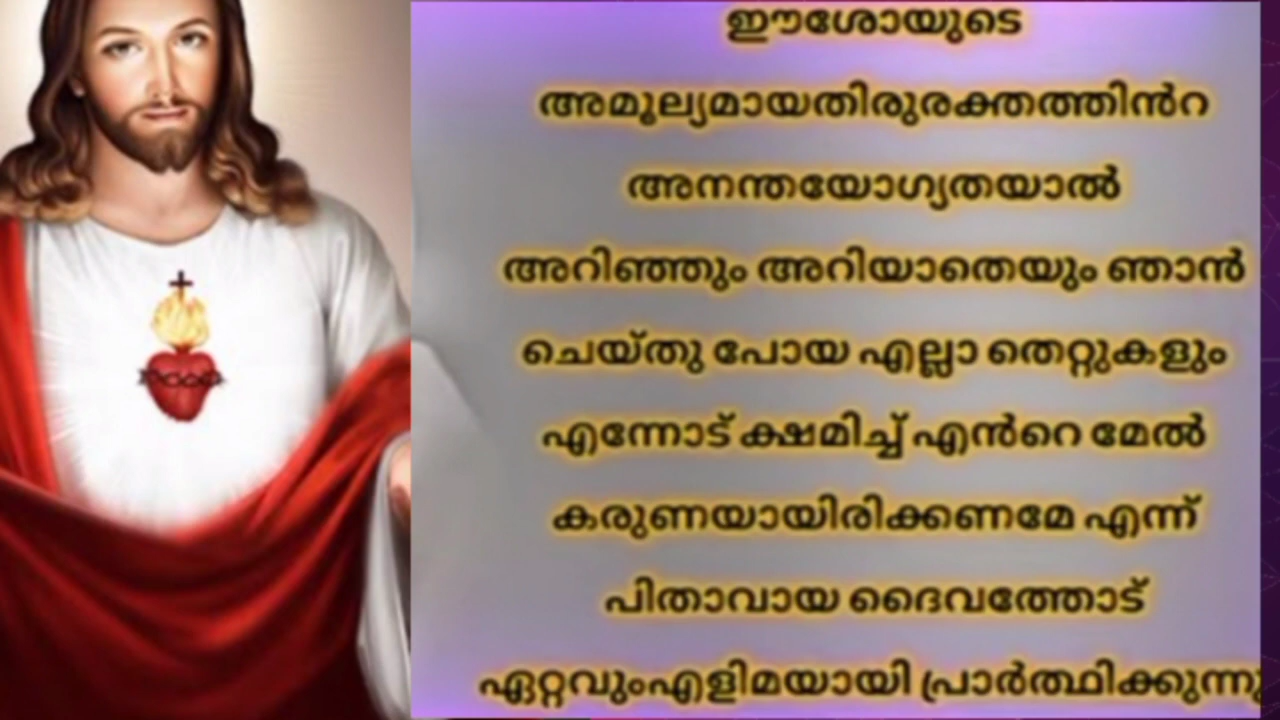 ഈശോയുടെ
അമൂല്യമായതിരുരക്തത്തിൻറ
അനന്തയോഗ്യതയാൽ
അറിഞ്ഞും അറിയാതെയും ഞാൻ
ചെയ്തു പോയ എല്ലാ തെറ്റുകളും
എന്നോട് ക്ഷമിച്ച് എൻറെ മേൽ
കരുണയായിരിക്കണമേ എന്ന്
പിതാവായ ദൈവത്തോട്
ഏറ്റവുംഎളിമയായി പ്രാർത്ഥിക്കുന്നു